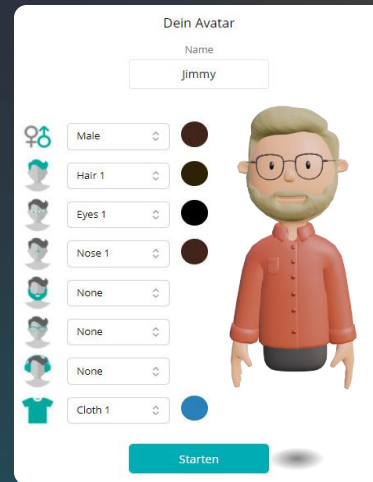 Dein Avatar
Name
Jimmy
Male
Hair 1
Eyes 1
Nose 1
None
None
None
Cloth 1
Starten